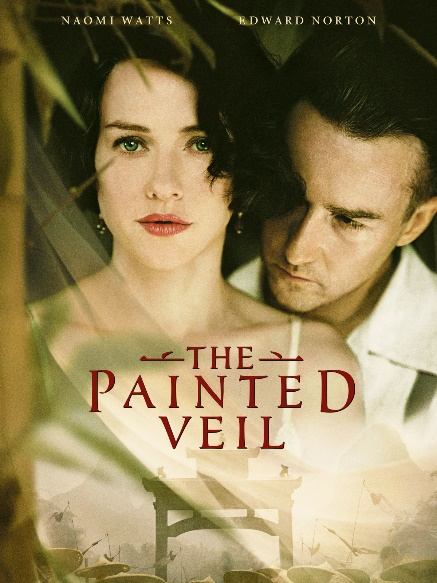 NAOMI WATTS EDWARD NORTON
THE
PAINTED
VEIL